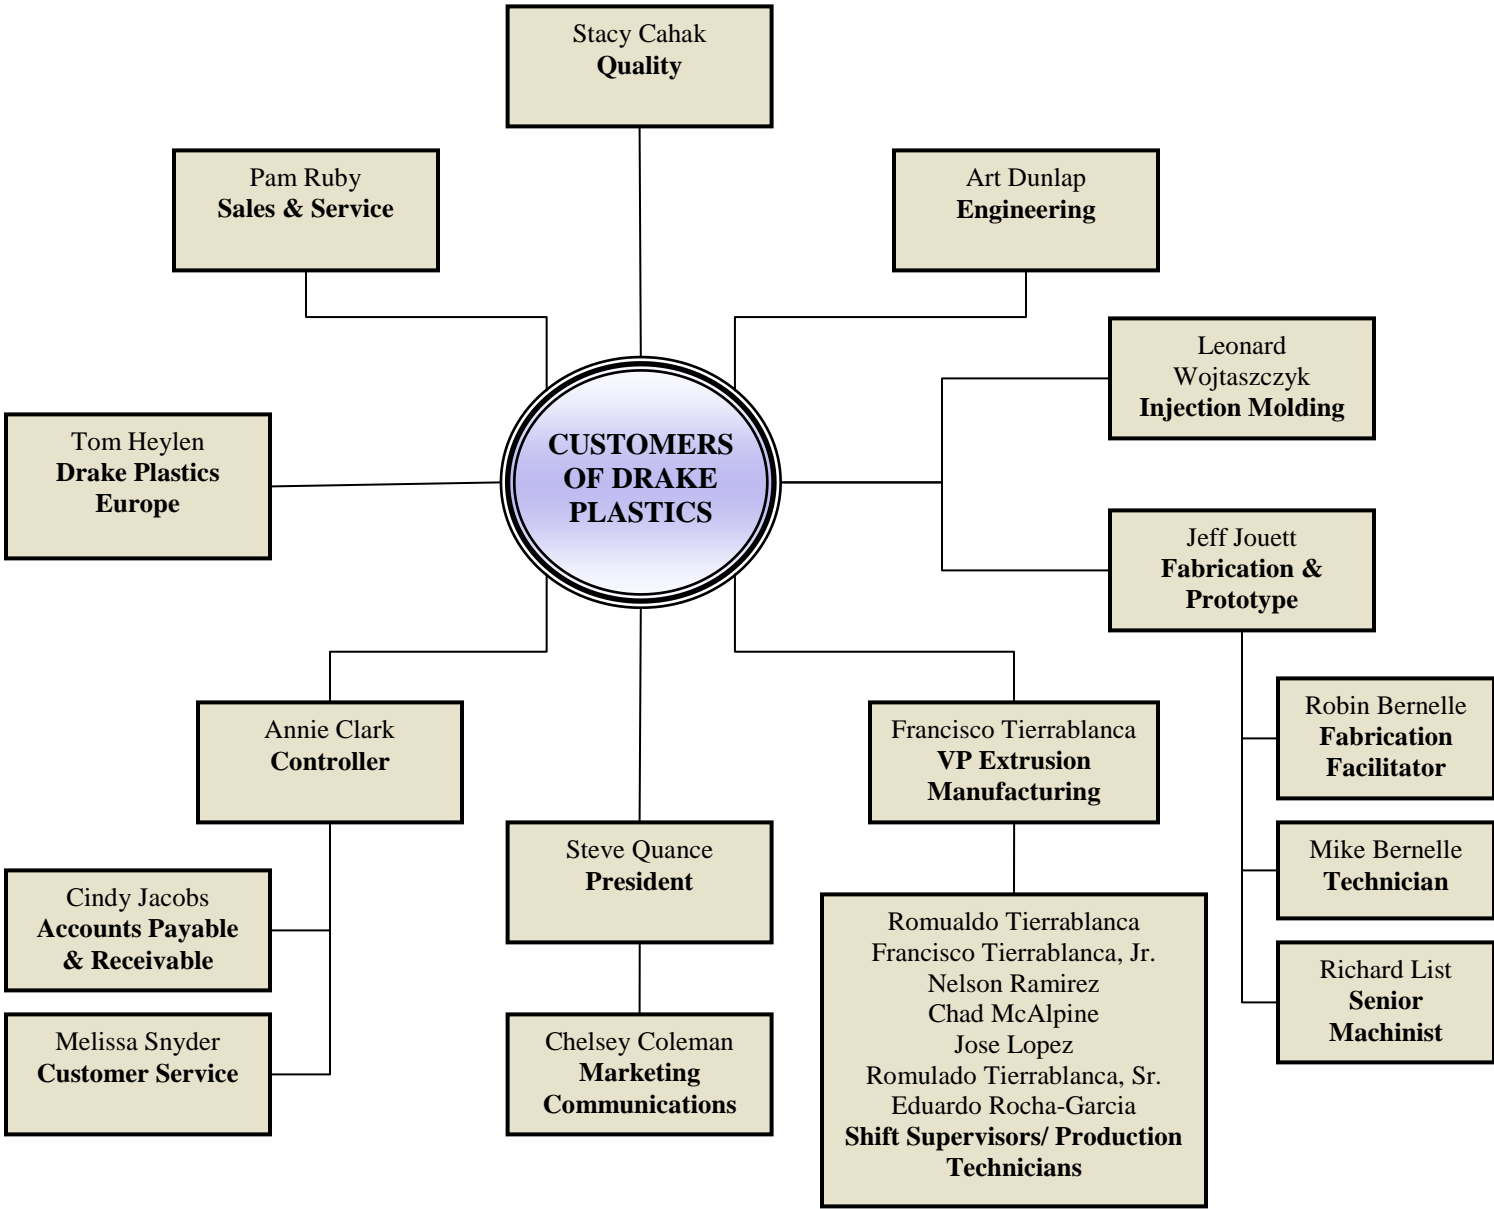 Stacy Cahak
Quality
Pam Ruby
Sales & Service
Art Dunlap
Engineering
Leonard
Wojtaszczyk
Injection Molding
Tom Heylen
Drake Plastics
Europe
CUSTOMERS
OF DRAKE
PLASTICS
Jeff Jouett
Fabrication &
Prototype
Annie Clark
Controller
Francisco Tierrablanca
VP Extrusion
Manufacturing
Robin Bernelle
Fabrication
Facilitator
Steve Quance
President
Mike Bernelle
Technician
Cindy Jacobs
Accounts Payable
& Receivable
Romualdo Tierrablanca
Francisco Tierrablanca, Jr.
Nelson Ramirez
Chad McAlpine
Jose Lopez
Romulado Tierrablanca, Sr.
Eduardo Rocha-Garcia
Shift Supervisors/ Production
Technicians
Richard List
Senior
Machinist
Melissa Snyder
Customer Service
Chelsey Coleman
Marketing
Communications